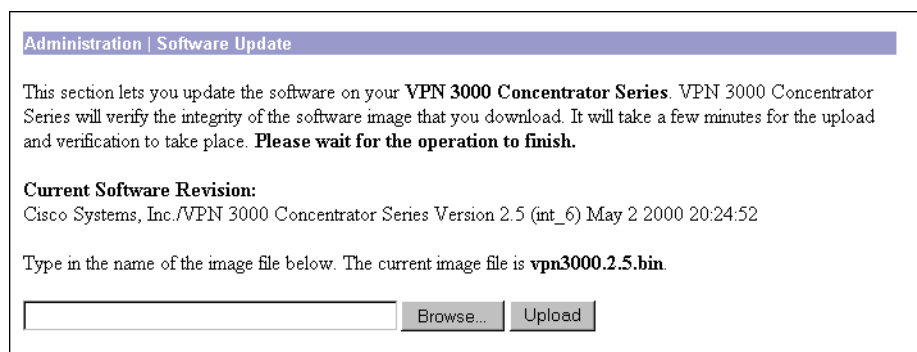 Administration | Software Update
This section lets you update the software on your VPN 3000 Concentrator Series. VPN 3000 Concentrator
Series will verify the integrity of the software image that you download. It will take a few minutes for the upload
and verification to take place. Please wait for the operation to finish.
Current Software Revision:
Cisco Systems, Inc./VPN 3000 Concentrator Series Version 2.5 (int_6) May 2 2000 20:24:52
Type in the name of the image file below. The current image file is vpn3000.2.5.bin.
Browse... Upload